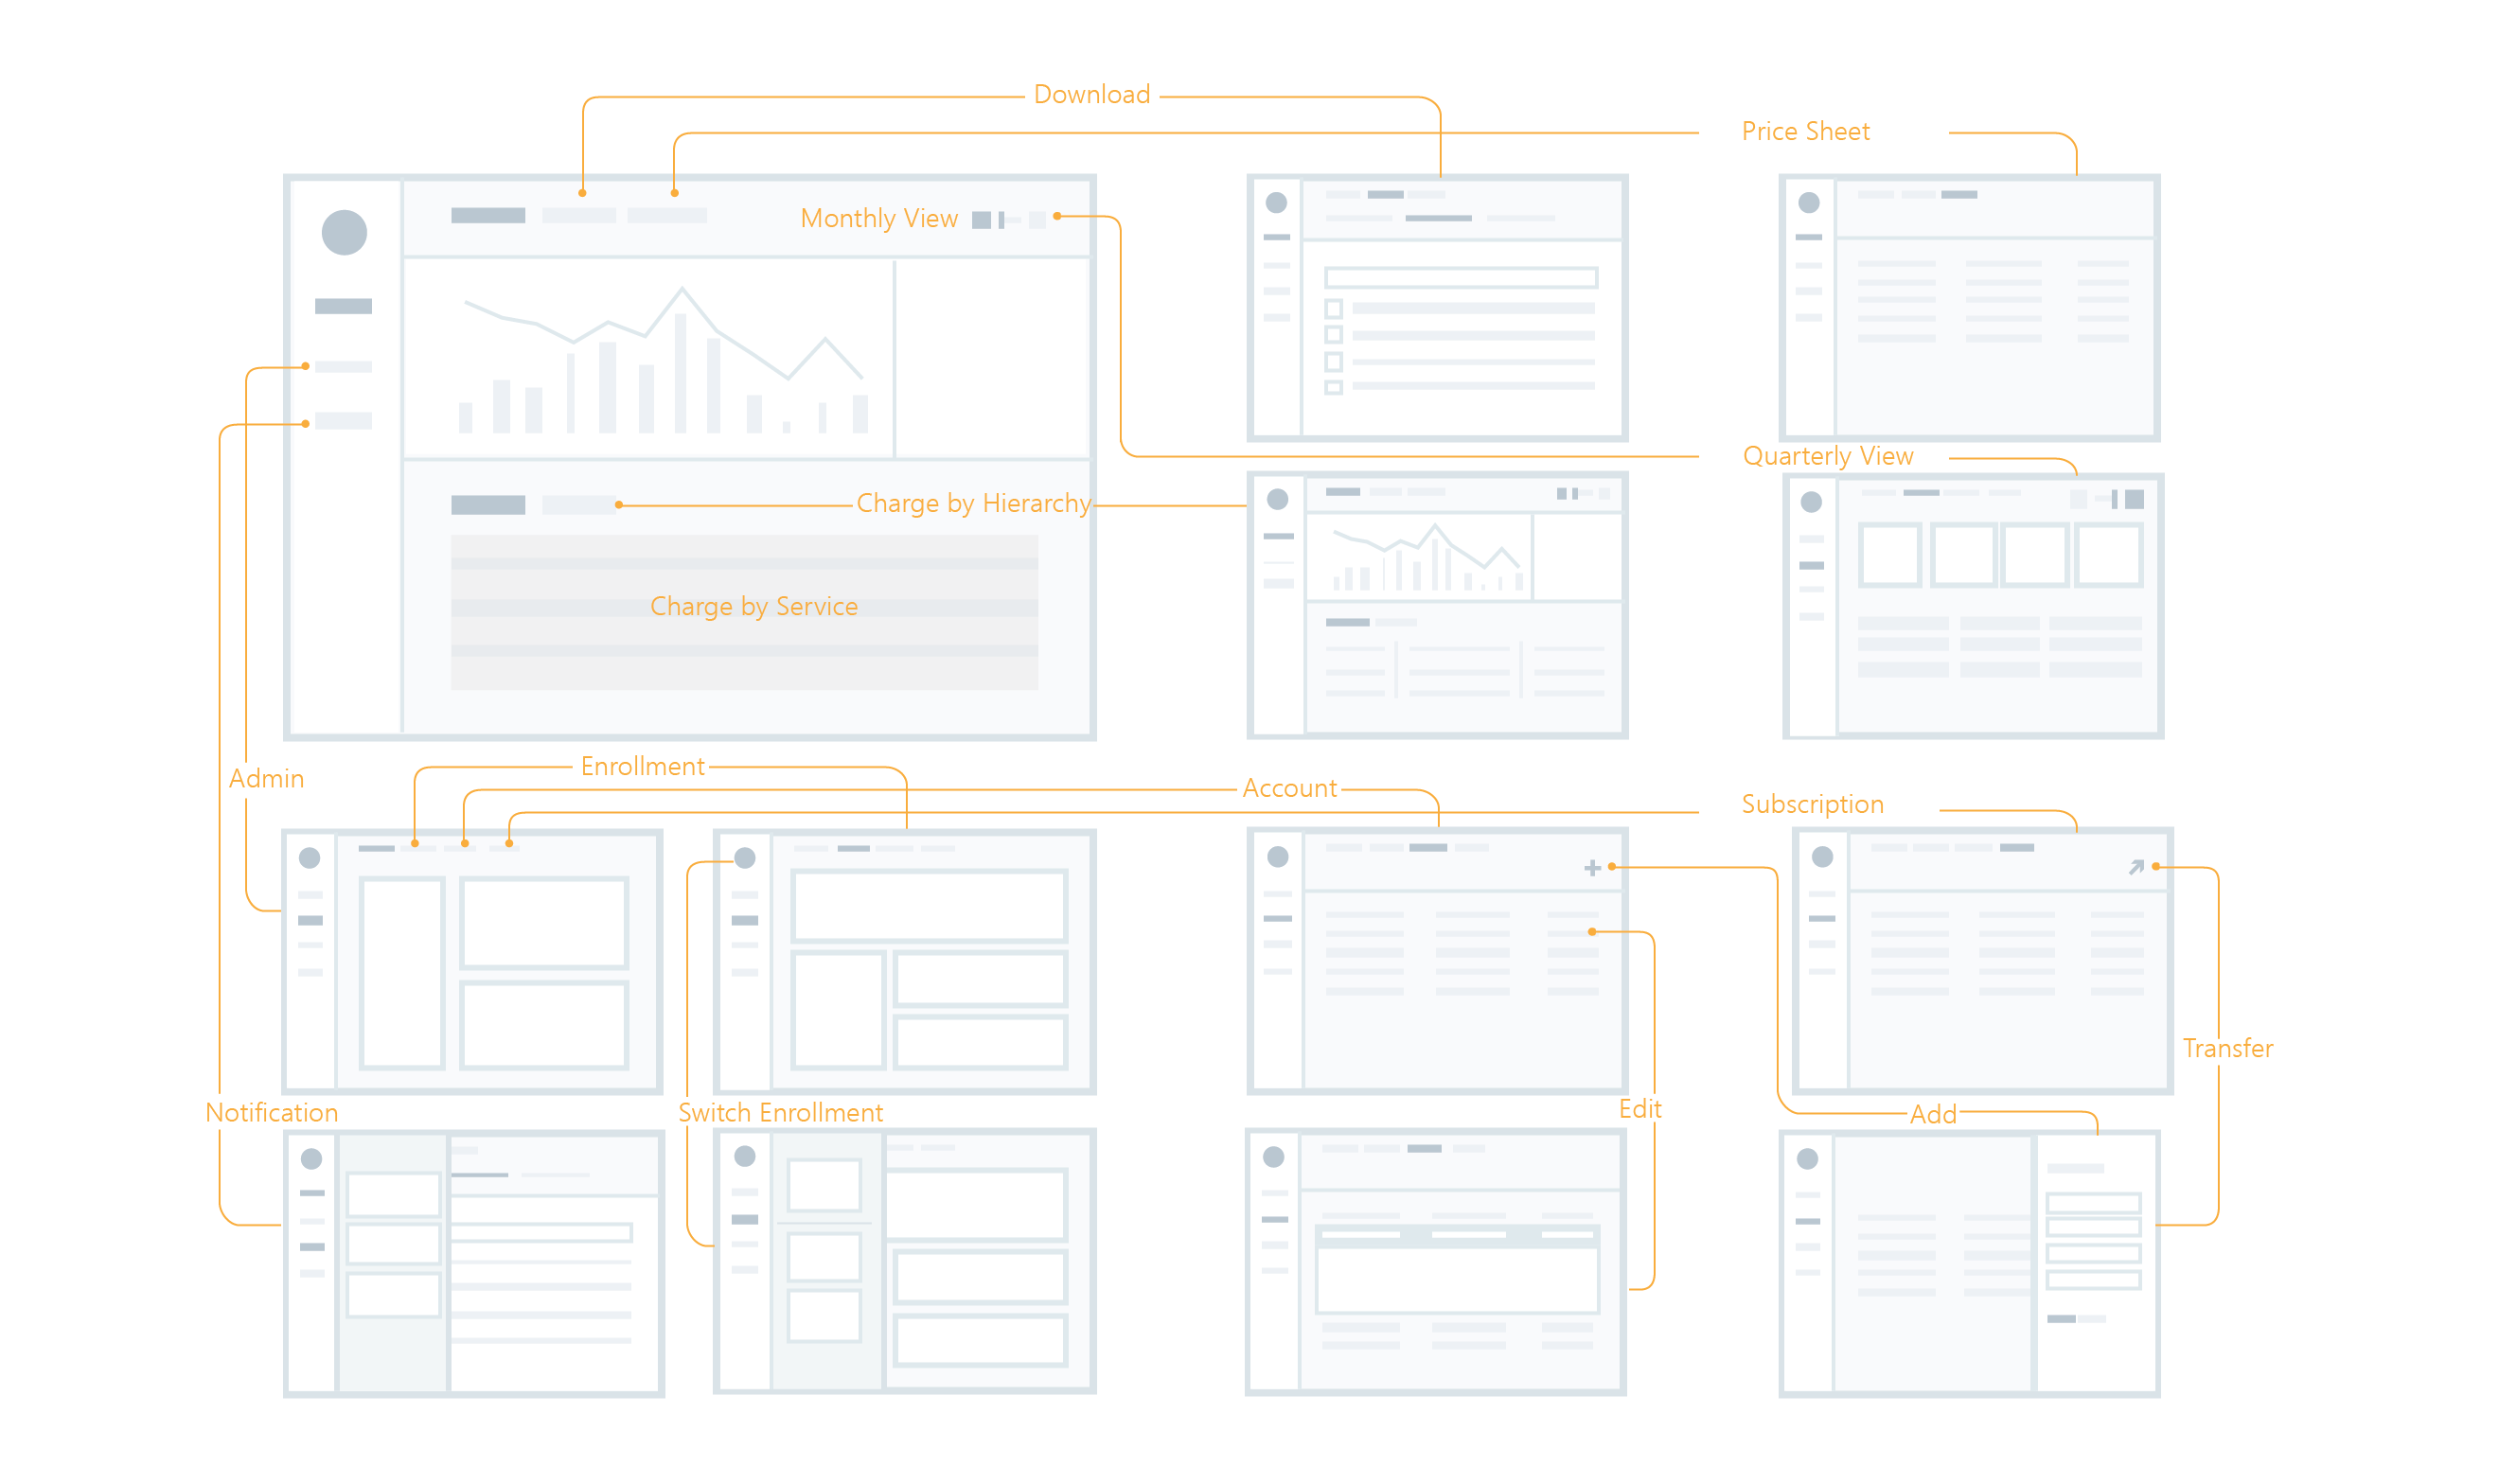 Download
Price Sheet
Monthly View
Quarterly View
Charge by Hierarchy
Charge by Service
Enrollment
Admin
Account
Subscription
Transfer
Notification
Switch Enrollment
Edit
Add